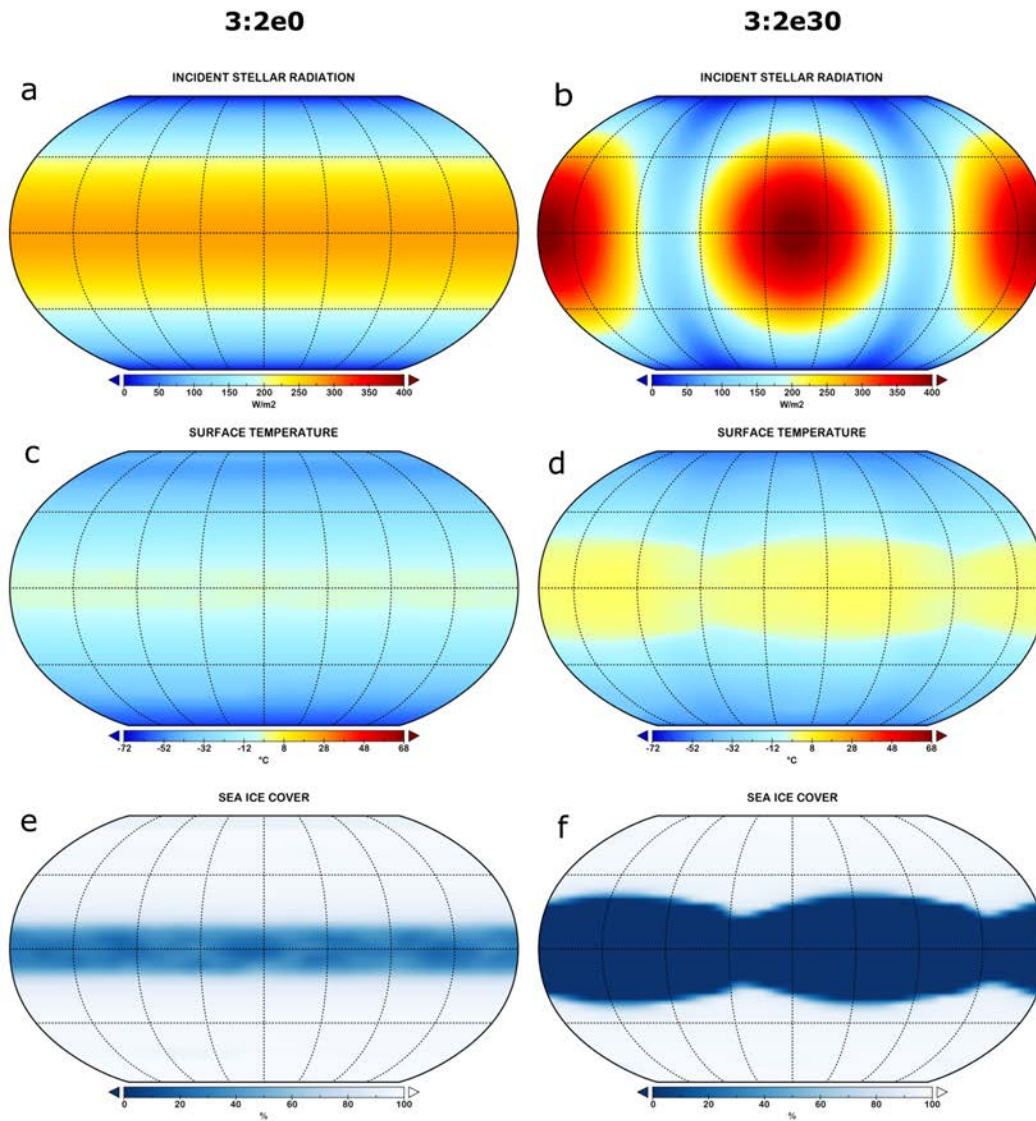 3:2e0
3:2e30
a
INCIDENT STELLAR RADIATION
b
INCIDENT STELLAR RADIATION
0 50 100 150 200 250 300 350 400
W/m2
0 50 100 150 200 250 300 350 400
W/m2
c
SURFACE TEMPERATURE
d
SURFACE TEMPERATURE
-72 -52 -32 -12 8 28 48 68
°C
-72 -52 -32 -12 8 28 48 68
°C
e
SEA ICE COVER
f
SEA ICE COVER
0 20 40 60 80 100
%
0 20 40 60 80 100
%